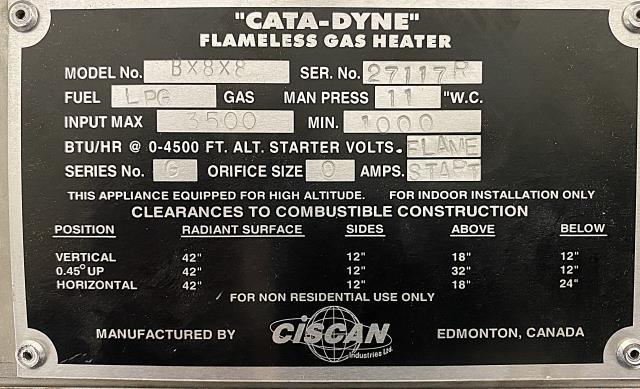 "CATA-DYNE"
FLAMELESS GAS HEATER
MODEL No. BX8X8 SER. No. 27117R
FUEL LPG GAS MAN PRESS 11 "W.C.
INPUT MAX 3500 MIN. 1000
BTU/HR @ 0-4500 FT. ALT. STARTER VOLTS. FLAME
SERIES No. G ORIFICE SIZE 0 AMPS. START
THIS APPLIANCE EQUIPPED FOR HIGH ALTITUDE. FOR INDOOR INSTALLATION ONLY
CLEARANCES TO COMBUSTIBLE CONSTRUCTION
POSITION RADIANT SURFACE SIDES ABOVE BELOW
VERTICAL 42" 12" 18" 12"
0.45° UP 42" 12" 32" 12"
HORIZONTAL 42" 12" 18" 24"
FOR NON RESIDENTIAL USE ONLY
MANUFACTURED BY CISCAN Industries Ltd. EDMONTON, CANADA